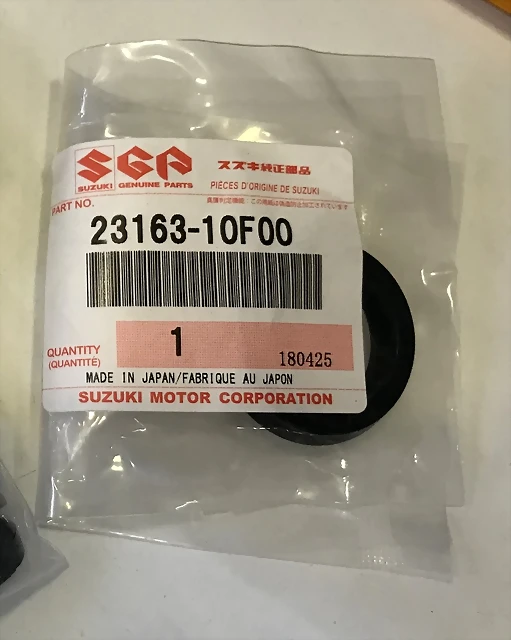 SGP
スズキ純正部品
SUZUKI GENUINE PARTS
PIÈCES D'ORIGINE DE SUZUKI
PART NO.
23163-10F00
QUANTITY
(QUANTITÉ)
1
180425
MADE IN JAPAN/FABRIQUE AU JAPON
SUZUKI MOTOR CORPORATION